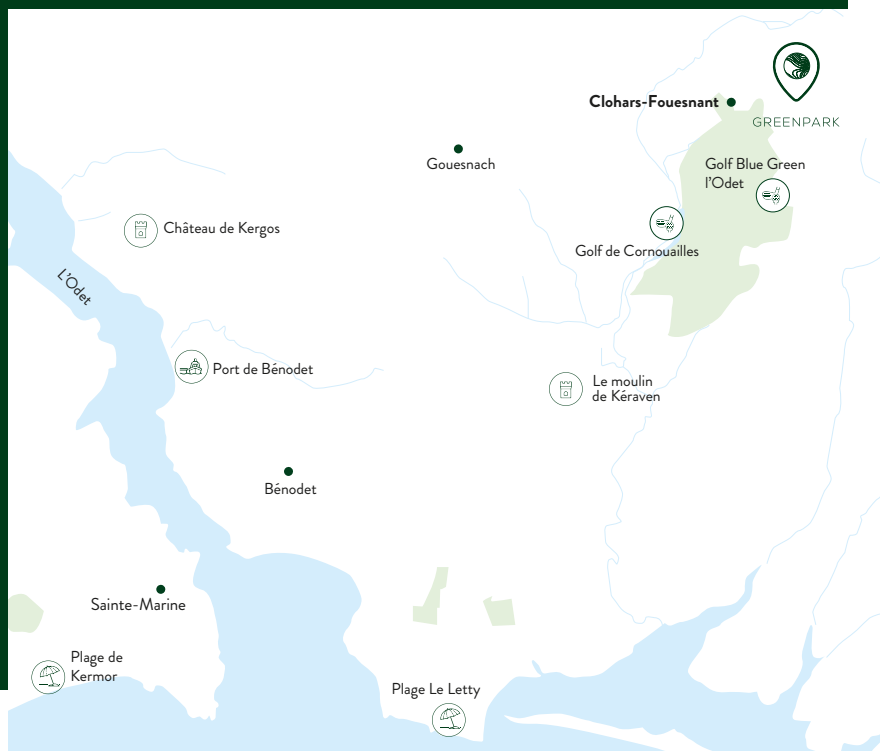 Clohars-Fouesnant
GREENPARK
Gouesnach
Golf Blue Green
l'Odet
Château de Kergos
Golf de Cornouailles
L'Odet
Port de Bénodet
Le moulin
de Kéraven
Bénodet
Sainte-Marine
Plage de
Kermor
Plage Le Letty